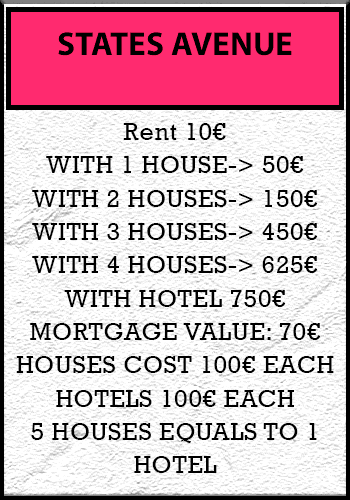 STATES AVENUE
Rent 10€
WITH 1 HOUSE-> 50€
WITH 2 HOUSES-> 150€
WITH 3 HOUSES-> 450€
WITH 4 HOUSES-> 625€
WITH HOTEL 750€
MORTGAGE VALUE: 70€
HOUSES COST 100€ EACH
HOTELS 100€ EACH
5 HOUSES EQUALS TO 1
HOTEL